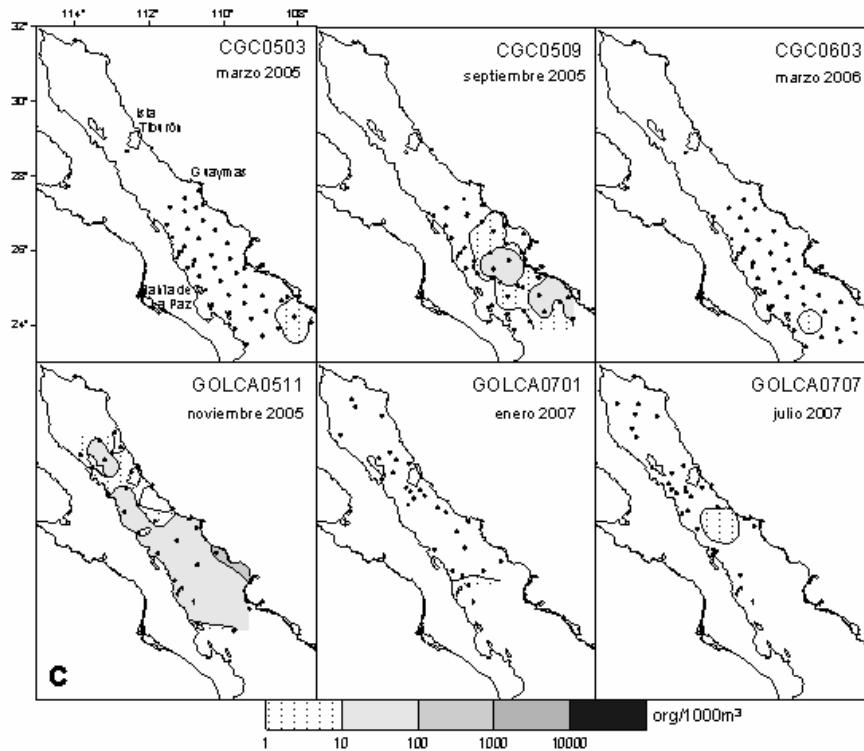 114° 112° 110° 108°
32°
CGC0503
marzo 2005
CGC0509
septiembre 2005
CGC0603
marzo 2006
30°
Isla
Tiburón
28°
Guaymas
26°
Bahía de
La Paz
24°
GOLCA0511
noviembre 2005
GOLCA0701
enero 2007
GOLCA0707
julio 2007
C
org/1000m³
1 10 100 1000 10000